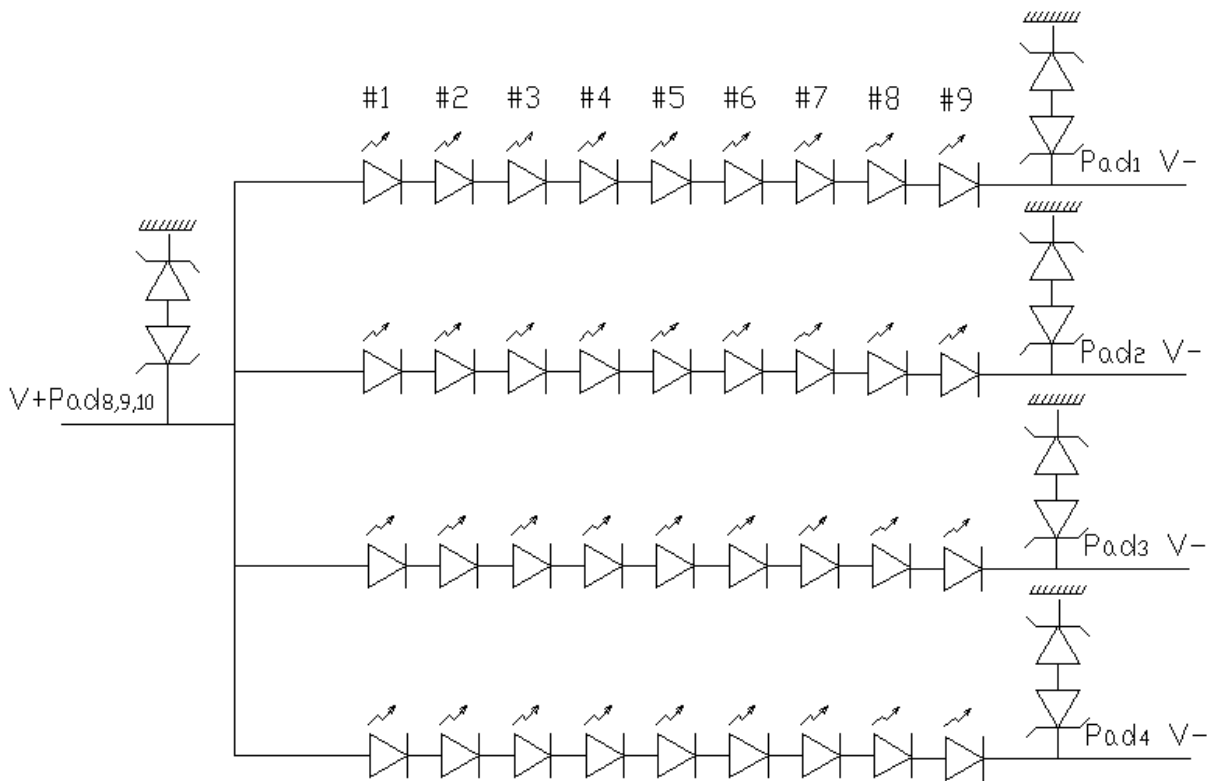 #1 #2 #3 #4 #5 #6 #7 #8 #9
Pad1 V-
Pad2 V-
V+Pad8,9,10
Pad3 V-
Pad4 V-